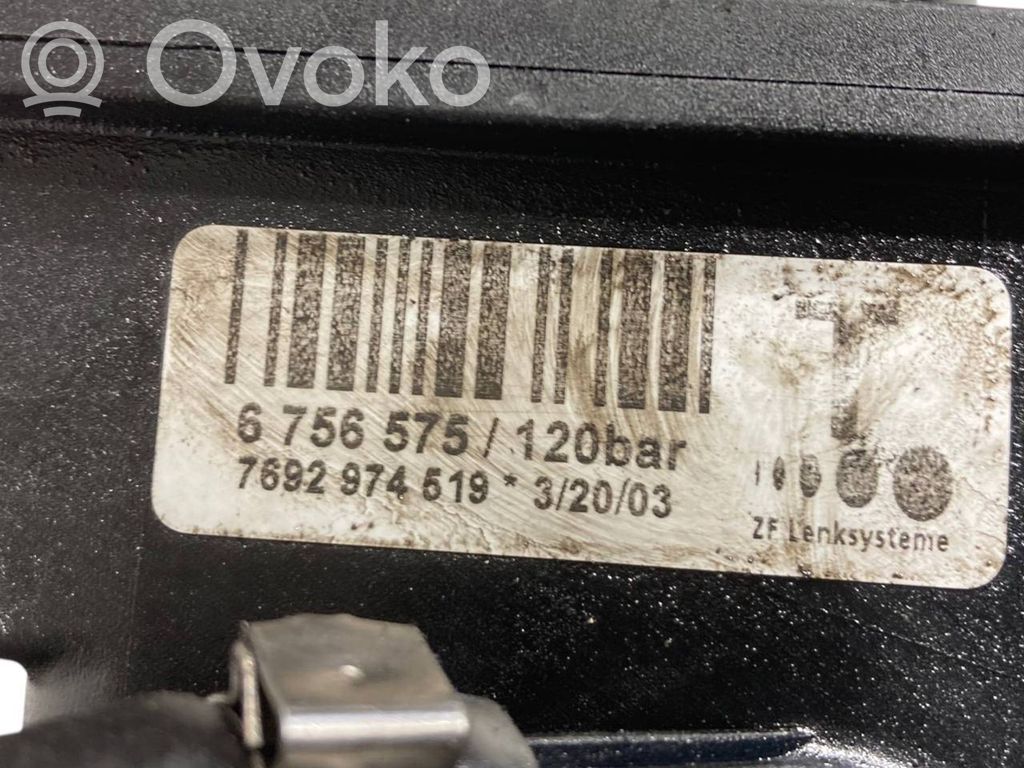 Ovoko
6 756 575 / 120bar
7692 974 519 * 3/20/03
ZF Lenksysteme